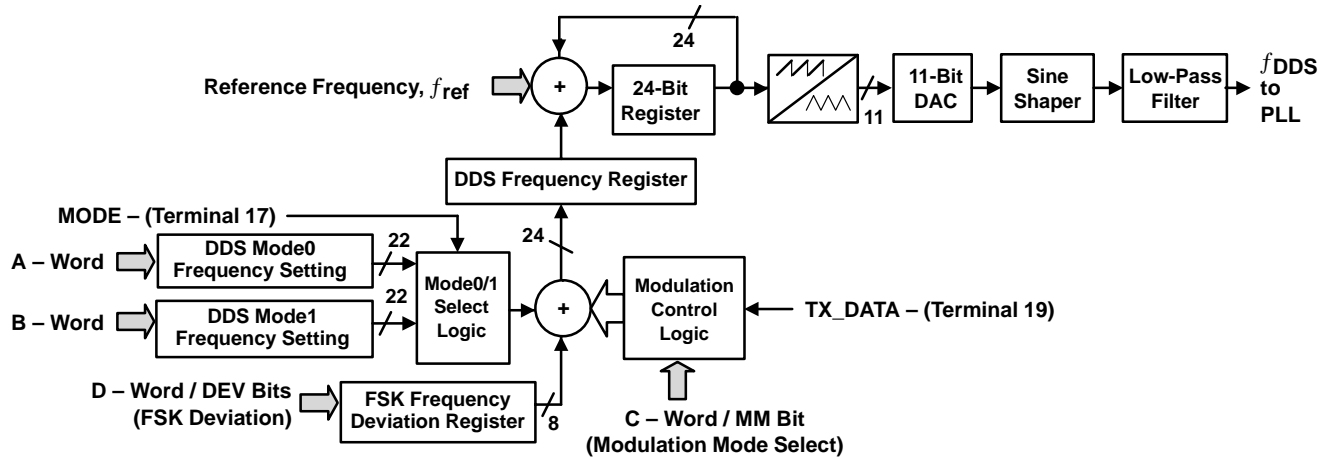 24
Reference Frequency, fref
+
24-Bit
Register
11
11-Bit
DAC
Sine
Shaper
Low-Pass
Filter
fDDS
to
PLL
DDS Frequency Register
MODE – (Terminal 17)
24
A – Word
DDS Mode0
Frequency Setting
22
B – Word
DDS Mode1
Frequency Setting
22
Mode0/1
Select
Logic
+
Modulation
Control
Logic
TX_DATA – (Terminal 19)
D – Word / DEV Bits
(FSK Deviation)
FSK Frequency
Deviation Register
8
C – Word / MM Bit
(Modulation Mode Select)